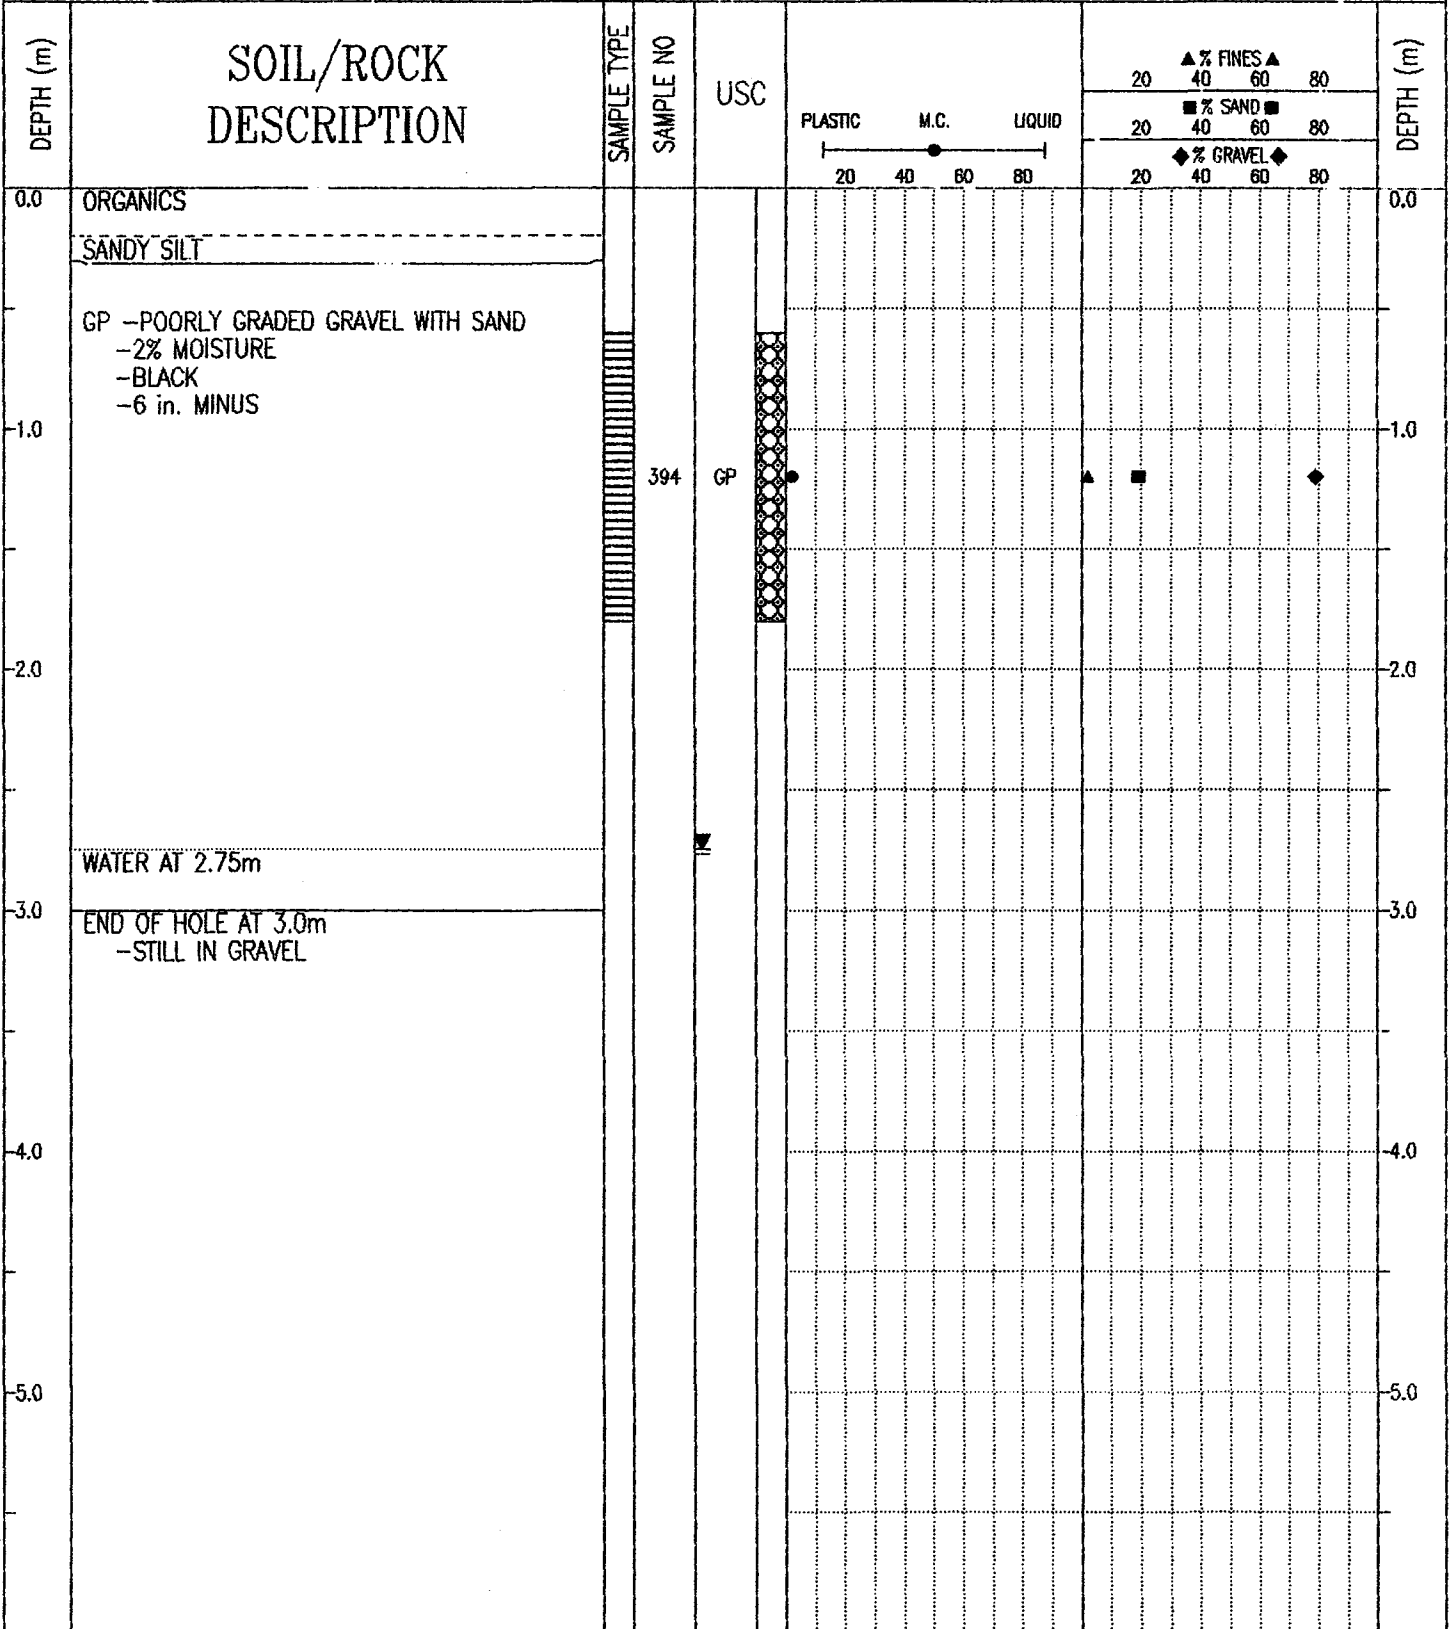 DEPTH (m)
SOIL/ROCK
DESCRIPTION
SAMPLE TYPE
SAMPLE NO
USC
PLASTIC M.C. LIQUID
20 40 60 80
▲ % FINES ▲
20 40 60 80
■ % SAND ■
20 40 60 80
◆ % GRAVEL ◆
20 40 60 80
DEPTH (m)
0.0 ORGANICS 0.0
SANDY SILT
GP -POORLY GRADED GRAVEL WITH SAND
-2% MOISTURE
-BLACK
-6 in. MINUS
1.0 1.0
394 GP
2.0 2.0
WATER AT 2.75m
3.0 3.0
END OF HOLE AT 3.0m
-STILL IN GRAVEL
4.0 4.0
5.0 5.0